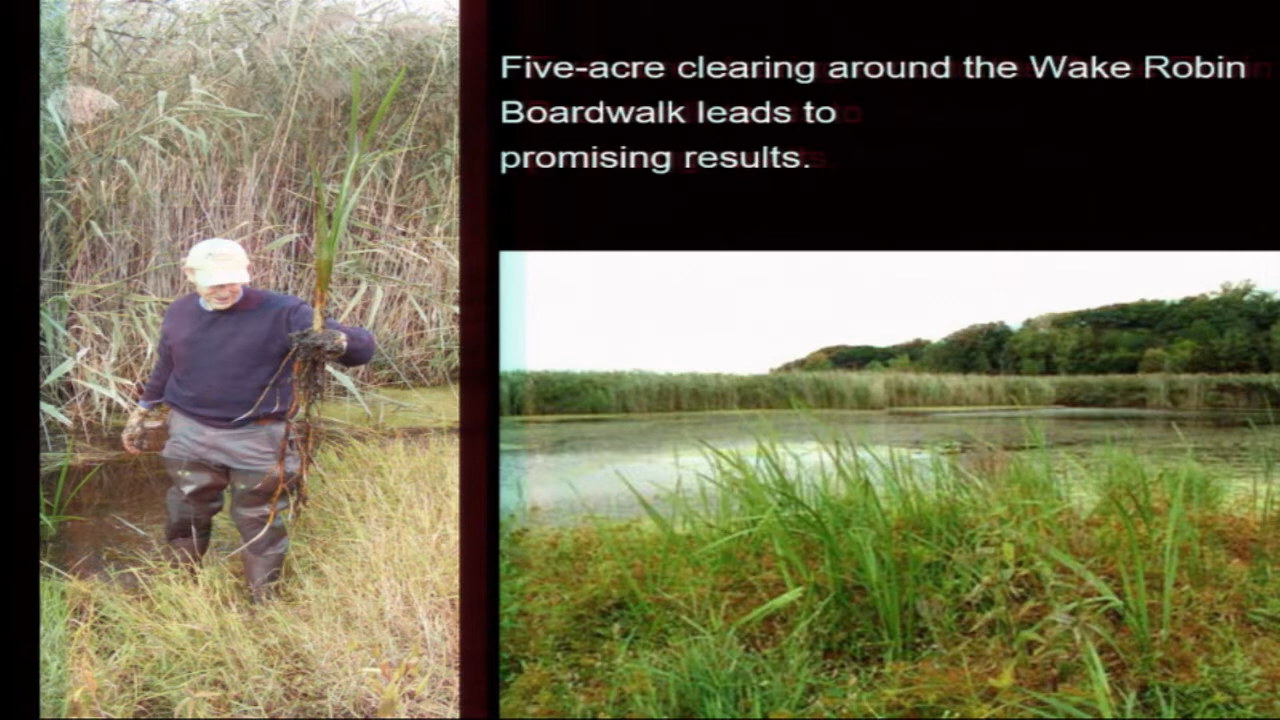 Five-acre clearing around the Wake Robin
Boardwalk leads to
promising results.